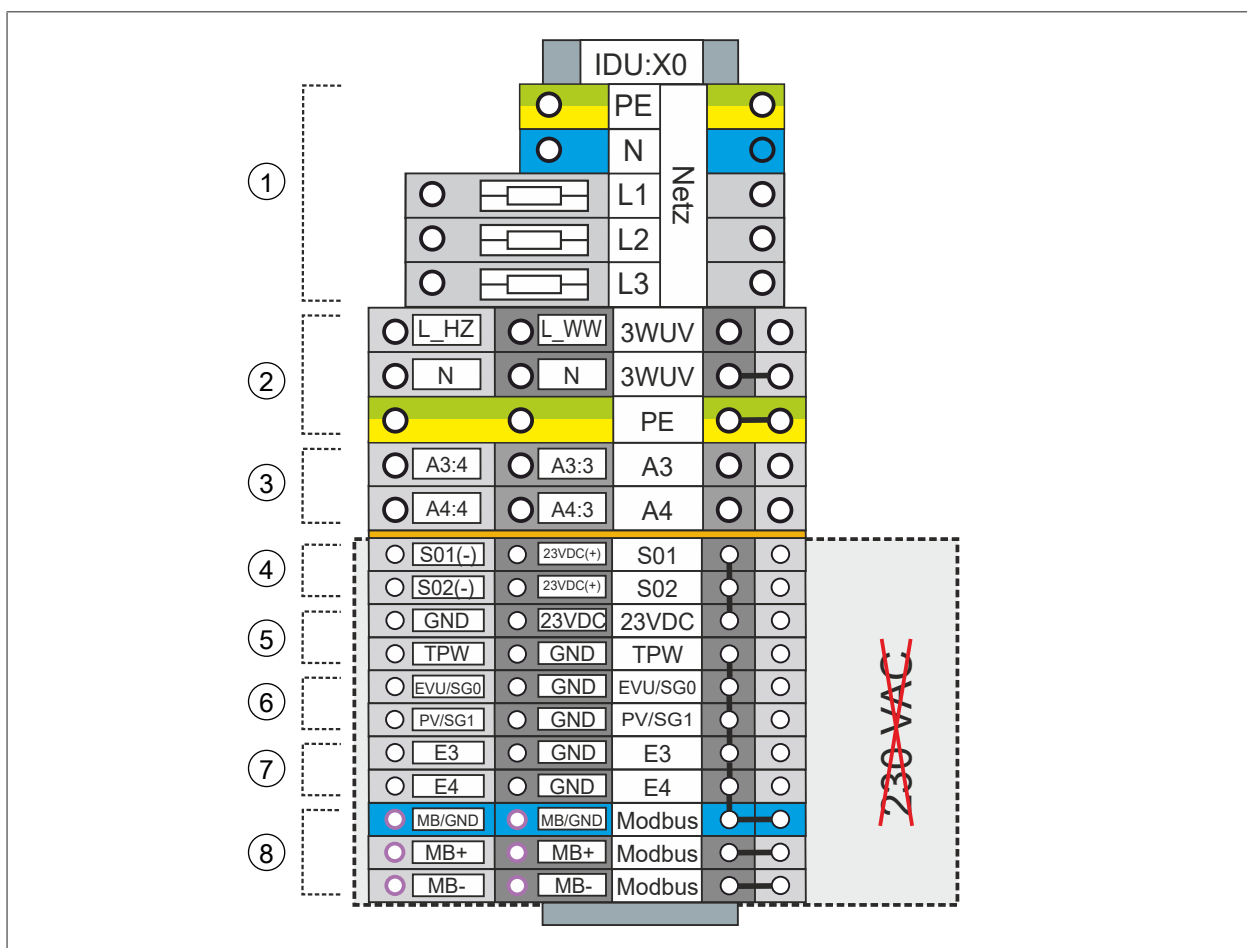 IDU:X0
PE
N
L1
L2
L3
Netz
1
L_HZ L_WW 3WUV
N N 3WUV
PE
2
A3:4 A3:3 A3
A4:4 A4:3 A4
3
S01(-) 23VDC(+) S01
S02(-) 23VDC(+) S02
4
GND 23VDC 23VDC
TPW GND TPW
5
EVU/SG0 GND EVU/SG0
PV/SG1 GND PV/SG1
6
E3 GND E3
E4 GND E4
7
MB/GND MB/GND Modbus
MB+ MB+ Modbus
MB- MB- Modbus
8
230 VAC